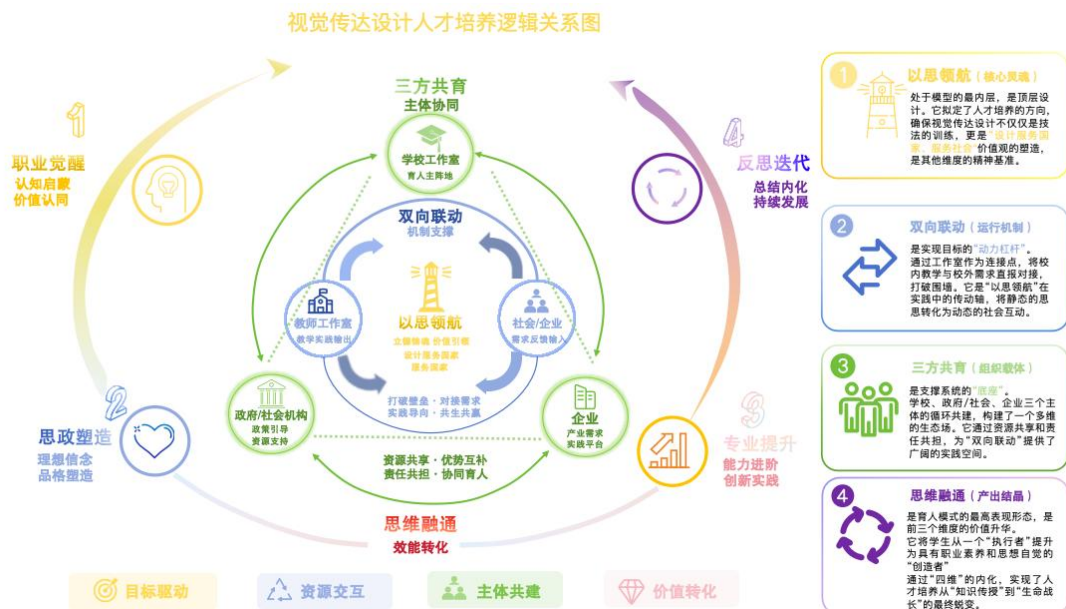 视觉传达设计人才培养逻辑关系图
1
职业觉醒
认知启蒙
价值认同
三方共育
主体协同
学校工作室
育人主阵地
4
反思迭代
总结内化
持续发展
双向联动
机制支撑
教师工作室
教学实践输出
以思领航
立德铸魂 价值引领
设计服务国家
服务国家
社会/企业
需求反馈输入
打破壁垒·对接需求
实践导向·共生共赢
2
思政塑造
理想信念
品格塑造
政府/社会机构
政策引导
资源支持
企业
产业需求
实践平台
3
专业提升
能力进阶
创新实践
资源共享·优势互补
责任共担·协同育人
思维融通
效能转化
目标驱动
资源交互
主体共建
价值转化
1
以思领航（核心灵魂）
处于模型的最内层，是顶层设
计。它拟定了人才培养的方向，
确保视觉传达设计不仅仅是技
法的训练，更是“设计服务国
家、服务社会”价值观的塑造，
是其他维度的精神基准。
2
双向联动（运行机制）
是实现目标的“动力杠杆”。
通过工作室作为连接点，将校
内教学与校外需求直报对接，
打破围墙。它是“以思领航”在
实践中的传动轴，将静态的思
思转化为动态的社会互动。
3
三方共育（组织载体）
是支撑系统的“底座”。
学校、政府/社会、企业三个主
体的循环共建，构建了一个多维
的生态场。它通过资源共享和责
任共担，为“双向联动”提供了
广阔的实践空间。
4
思维融通（产出结晶）
是育人模式的最高表现形态，是
前三个维度的价值升华。
它将学生从一个“执行者”提升
为具有职业素养和思想自觉的
“创造者”
通过“四维”的内化，实现了人
才培养从“知识传授”到“生命战
长”的最终蜕变。